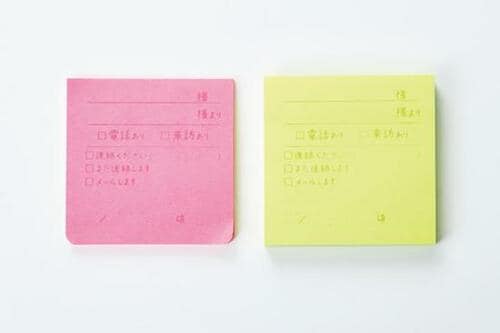 様
様より
□電話あり □来訪あり
□連絡ください
□また連絡します
□メールします
／ 頃
様
様より
□電話あり □来訪あり
□連絡ください
□また連絡します
□メールします
／ 頃